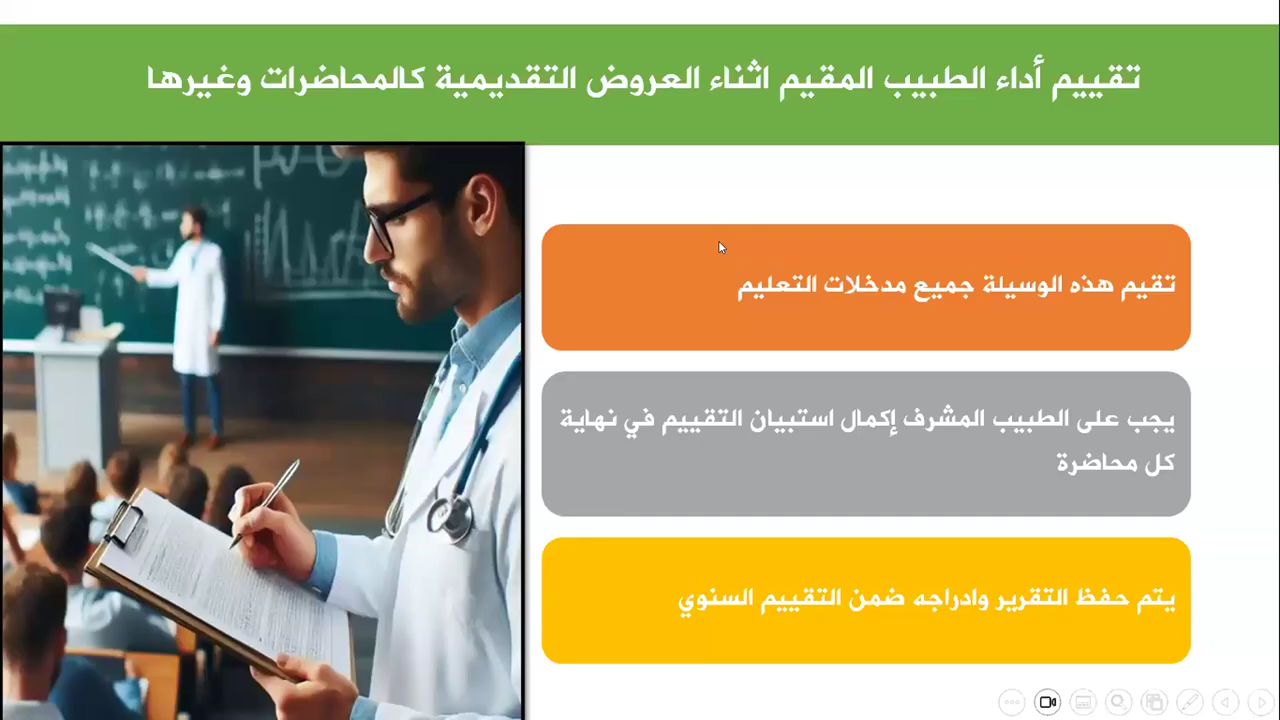 تقييم أداء الطبيب المقيم اثناء العروض التقديمية كالمحاضرات وغيرها
تقيم هذه الوسيلة جميع مدخلات التعليم
يجب على الطبيب المشرف إكمال استبيان التقييم في نهاية
كل محاضرة
يتم حفظ التقرير وادراجه ضمن التقييم السنوي